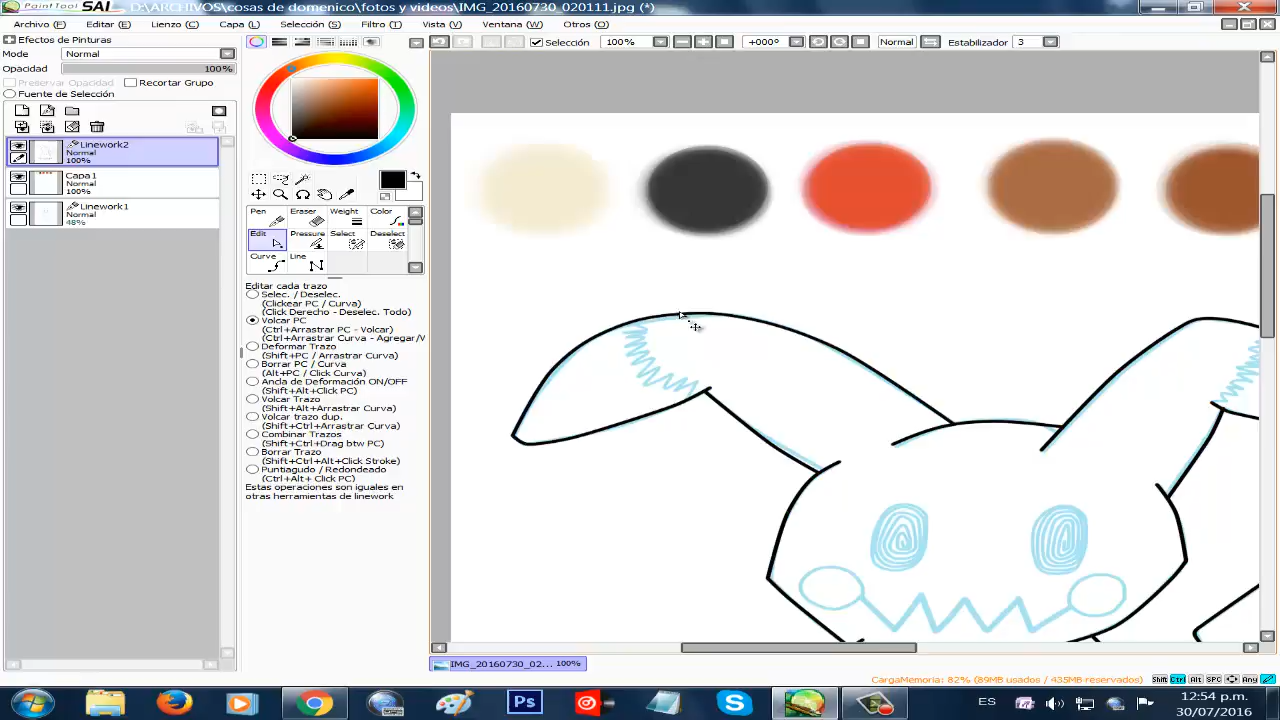 PaintTool SAI D:\ARCHIVOS\cosas de domenico\fotos y videos\IMG_20160730_020111.jpg (*)
Archivo (F) Editar (E) Lienzo (C) Capa (L) Selección (S) Filtro (T) Vista (V) Ventana (W) Otros (O)
Efectos de Pinturas
Modo Normal
Opacidad 100%
Preservar Opacidad Recortar Grupo
Fuente de Selección
Linework2
Normal
100%
Capa1
Normal
100%
Linework1
Normal
48%
Selección 100% +000° Normal Estabilizador 3
Pen Eraser Weight Color
Edit Pressure Select Deselect
Curve Line
Editar cada trazo
Selec. / Deselec.
(Clickear PC / Curva)
(Click Derecho - Deselec. Todo)
Volcar PC
(Ctrl+Arrastrar PC - Volcar)
(Ctrl+Arrastrar Curva - Agregar/V
Deformar Trazo
(Shift+PC / Arrastrar Curva)
Borrar PC / Curva
(Alt+PC / Click Curva)
Ancla de Deformación ON/OFF
(Shift+Alt+Click PC)
Volcar Trazo
(Shift+Alt+Arrastrar Curva)
Volcar trazo dup.
(Shift+Ctrl+Arrastrar Curva)
Combinar Trazos
(Shift+Ctrl+Drag btw PC)
Borrar Trazo
(Shift+Ctrl+Alt+Click Stroke)
Puntiagudo / Redondeado
(Ctrl+Alt+ Click PC)
Estas operaciones son iguales en
otras herramientas de linework
IMG_20160730_02... 100%
CargaMemoria: 82% (89MB usados / 435MB reservados) Shift Ctrl Alt SPC Any
Ps
ES 12:54 p.m.
30/07/2016